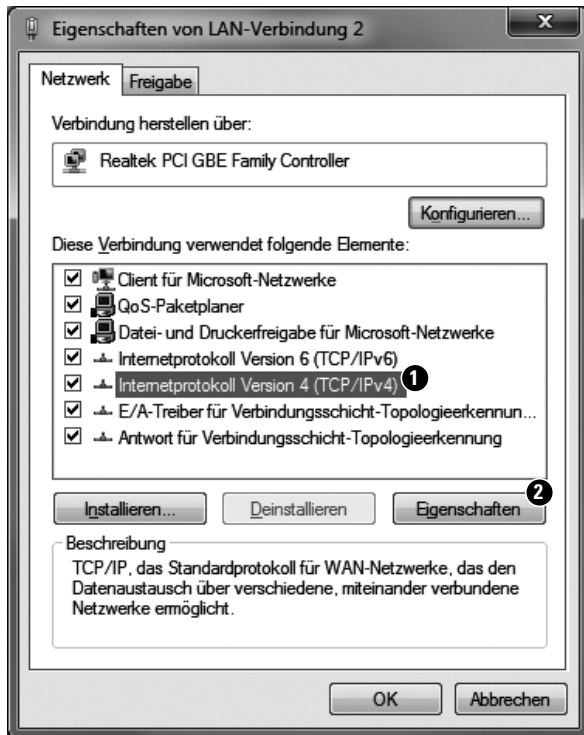 Eigenschaften von LAN-Verbindung 2
x
Netzwerk Freigabe
Verbindung herstellen über:
Realtek PCI GBE Family Controller
Konfigurieren...
Diese Verbindung verwendet folgende Elemente:
Client für Microsoft-Netzwerke
QoS-Paketplaner
Datei- und Druckerfreigabe für Microsoft-Netzwerke
Internetprotokoll Version 6 (TCP/IPv6)
Internetprotokoll Version 4 (TCP/IPv4) 1
E/A-Treiber für Verbindungsschicht-Topologieerkennun...
Antwort für Verbindungsschicht-Topologieerkennung
2
Installieren... Deinstallieren Eigenschaften
Beschreibung
TCP/IP, das Standardprotokoll für WAN-Netzwerke, das den
Datenaustausch über verschiedene, miteinander verbundene
Netzwerke ermöglicht.
OK Abbrechen